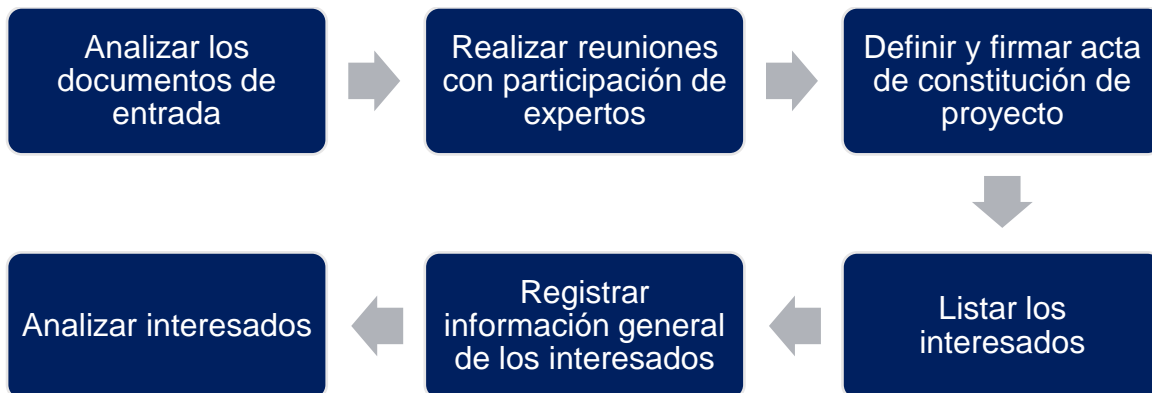 Analizar los
documentos de
entrada
Realizar reuniones
con participación de
expertos
Definir y firmar acta
de constitución de
proyecto
Listar los
interesados
Registrar
información general
de los interesados
Analizar interesados